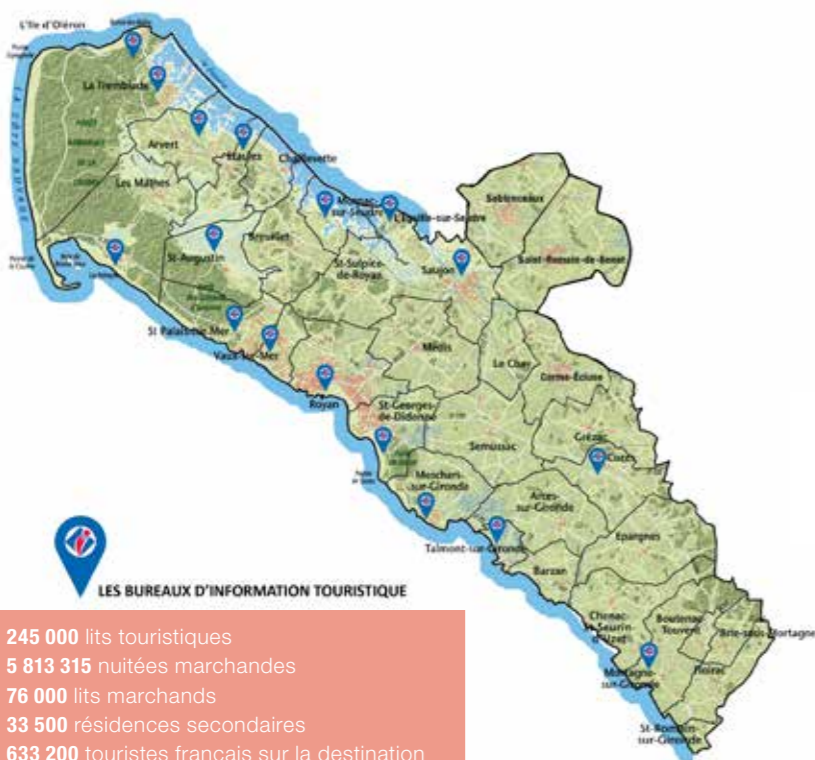 L'Ile d'Oléron
La Tremblade
LA CÔTE SAUVAGE
Arvert
Etaules
Chaillevette
Les Mathes
Mornac-
sur-Seudre
L'Eguille-sur-Seudre
Sablonceaux
Breuillet
St-Augustin
St-Sulpice-
de-Royan
Saujon
Saint-Romain-de-Benet
St Palais-sur-Mer
Vaux-sur-Mer
Médis
Le Chay
Corme-Écluse
Royan
St-Georges-
de-Didonne
Semussac
Grézac
Cozes
Meschers-
sur-Gironde
Arces-
sur-Gironde
Talmont-sur-Gironde
Epargnes
Barzan
LES BUREAUX D'INFORMATION TOURISTIQUE
Chenac-
St-Seurin
d'Uzet
Boutenac-
Touvent
Brie-sous-Mortagne
Mortagne-
sur-Gironde
Floirac
St-Romain-
sur-Gironde
245 000 lits touristiques
5 813 315 nuitées marchandes
76 000 lits marchands
33 500 résidences secondaires
633 200 touristes français sur la destination